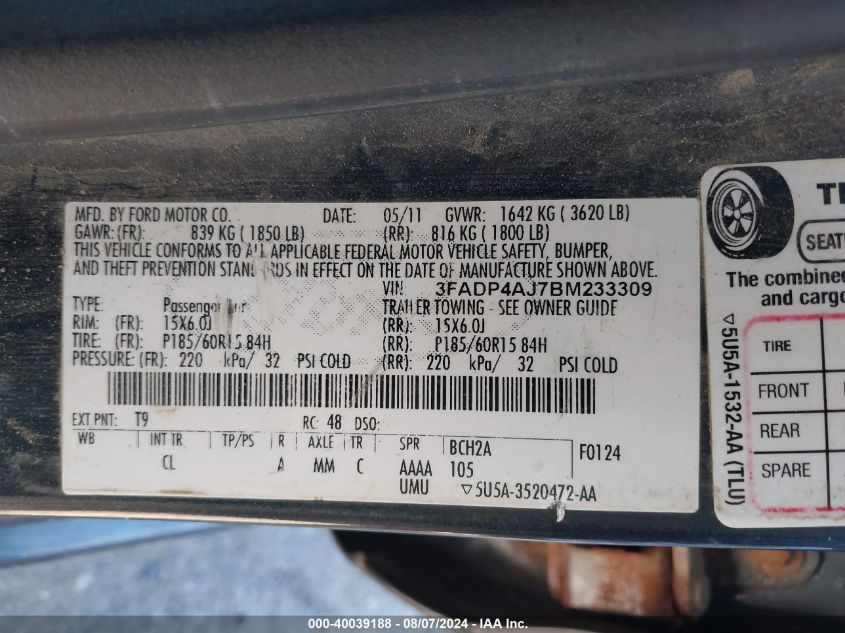 MFD. BY FORD MOTOR CO. DATE: 05/11 GVWR: 1642 KG ( 3620 LB)
GAWR: (FR): 839 KG ( 1850 LB) (RR): 816 KG ( 1800 LB)
THIS VEHICLE CONFORMS TO ALL APPLICABLE FEDERAL MOTOR VEHICLE SAFETY, BUMPER,
AND THEFT PREVENTION STANDARDS IN EFFECT ON THE DATE OF MANUFACTURE SHOWN ABOVE.
VIN: 3FADP4AJ7BM233309
TYPE: Passenger Car TRAILER TOWING - SEE OWNER GUIDE
RIM: (FR): 15X6.0J (RR): 15X6.0J
TIRE: (FR): P185/60R15 84H (RR): P185/60R15 84H
PRESSURE: (FR): 220 kPa/ 32 PSI COLD (RR): 220 kPa/ 32 PSI COLD
EXT PNT: T9 RC: 48 DSO:
WB INT TR TP/PS R AXLE TR SPR BCH2A F0124
CL A MM C AAAA 105
UMU ▽5U5A-3520472-AA
SEAT
The combined
and cargo
TIRE
FRONT
REAR
SPARE
▽5U5A-1532-AA (TLU)
000-40039188 - 08/07/2024 - IAA Inc.